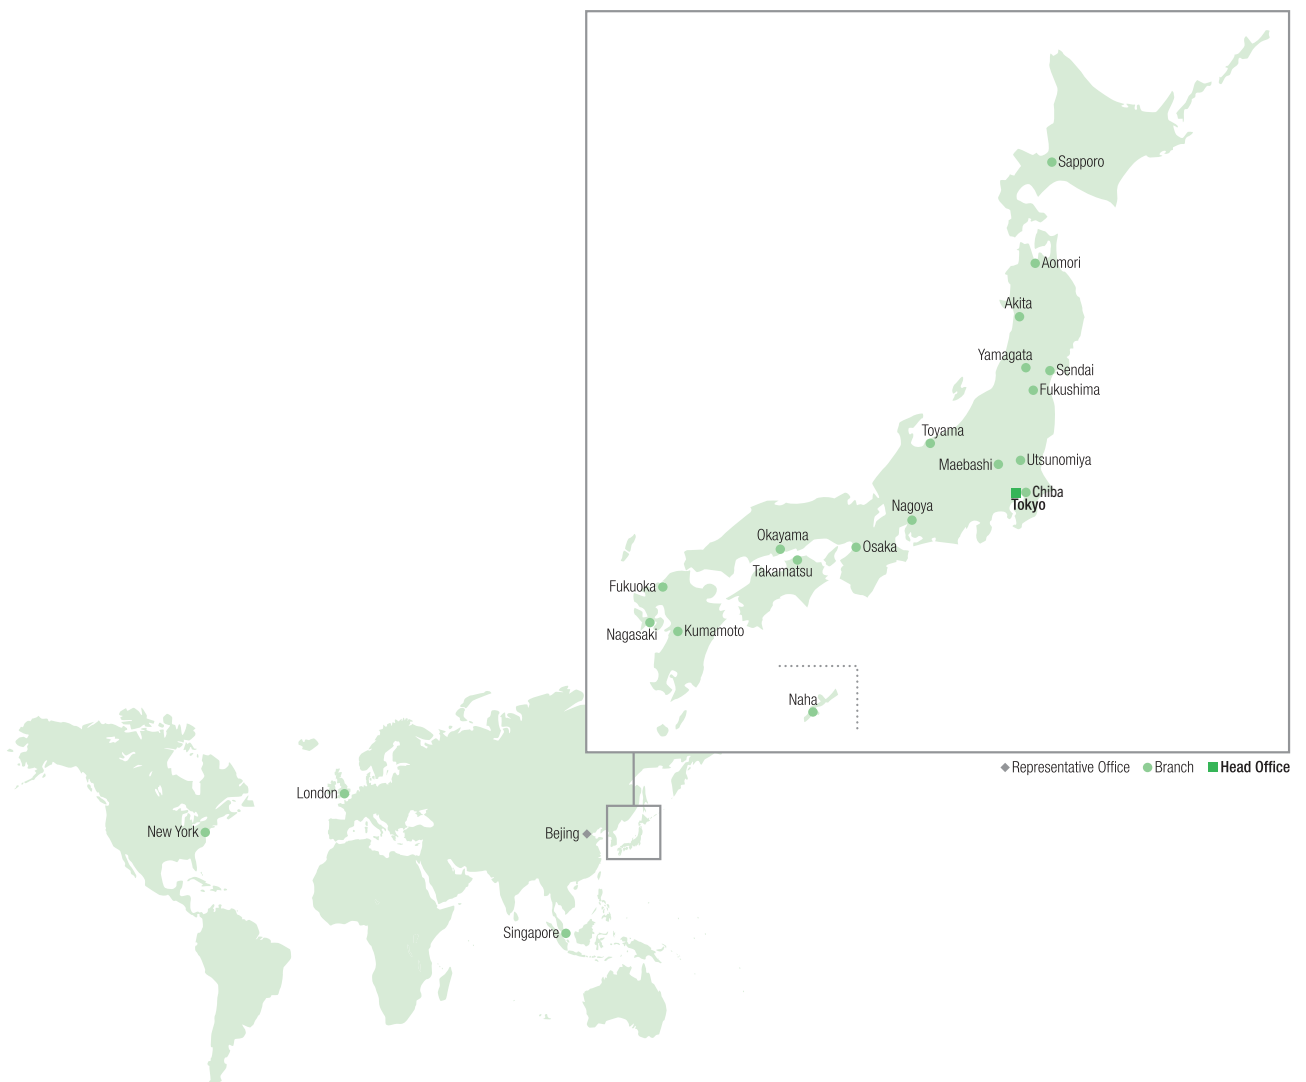 Sapporo
Aomori
Akita
Yamagata
Sendai
Fukushima
Toyama
Maebashi
Utsunomiya
Chiba
Tokyo
Nagoya
Okayama
Osaka
Takamatsu
Fukuoka
Nagasaki
Kumamoto
Naha
Representative Office
Branch
Head Office
London
New York
Bejing
Singapore